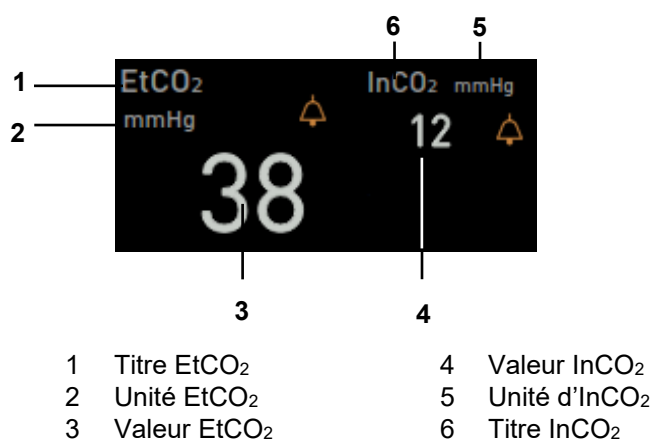 6 5
1 EtCO₂ InCO₂ mmHg
2 mmHg 12
38
3 4
1 Titre EtCO₂ 4 Valeur InCO₂
2 Unité EtCO₂ 5 Unité d’InCO₂
3 Valeur EtCO₂ 6 Titre InCO₂